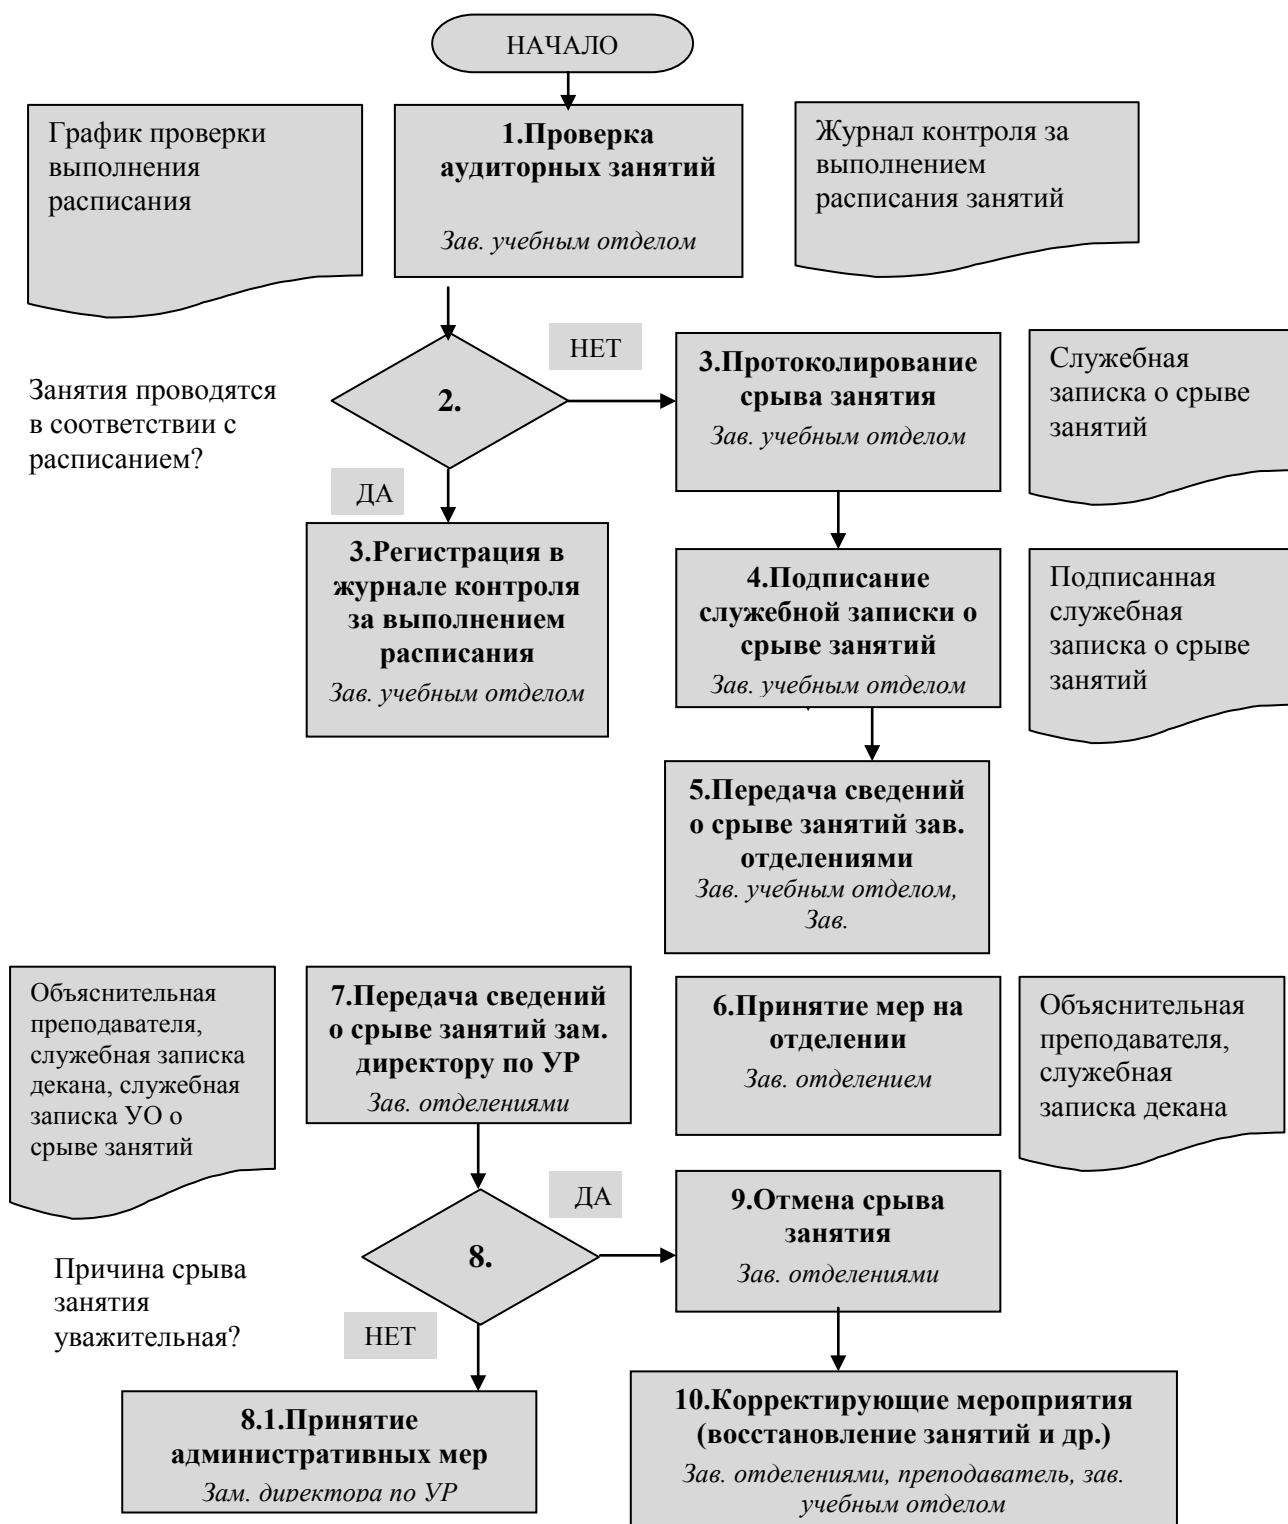 НАЧАЛО
График проверки
выполнения
расписания
1.Проверка
аудиторных занятий
Зав. учебным отделом
Журнал контроля за
выполнением
расписания занятий
Занятия проводятся
в соответствии с
расписанием?
2.
НЕТ
3.Протоколирование
срыва занятия
Зав. учебным отделом
Служебная
записка о срыве
занятий
ДА
3.Регистрация в
журнале контроля
за выполнением
расписания
Зав. учебным отделом
4.Подписание
служебной записки о
срыве занятий
Зав. учебным отделом
Подписанная
служебная
записка о срыве
занятий
5.Передача сведений
о срыве занятий зав.
отделениями
Зав. учебным отделом,
Зав.
Объяснительная
преподавателя,
служебная записка
декана, служебная
записка УО о
срыве занятий
7.Передача сведений
о срыве занятий зам.
директору по УР
Зав. отделениями
6.Принятие мер на
отделении
Зав. отделением
Объяснительная
преподавателя,
служебная
записка декана
Причина срыва
занятия
уважительная?
8.
ДА
9.Отмена срыва
занятия
Зав. отделениями
НЕТ
8.1.Принятие
административных мер
Зам. директора по УР
10.Корректирующие мероприятия
(восстановление занятий и др.)
Зав. отделениями, преподаватель, зав.
учебным отделом